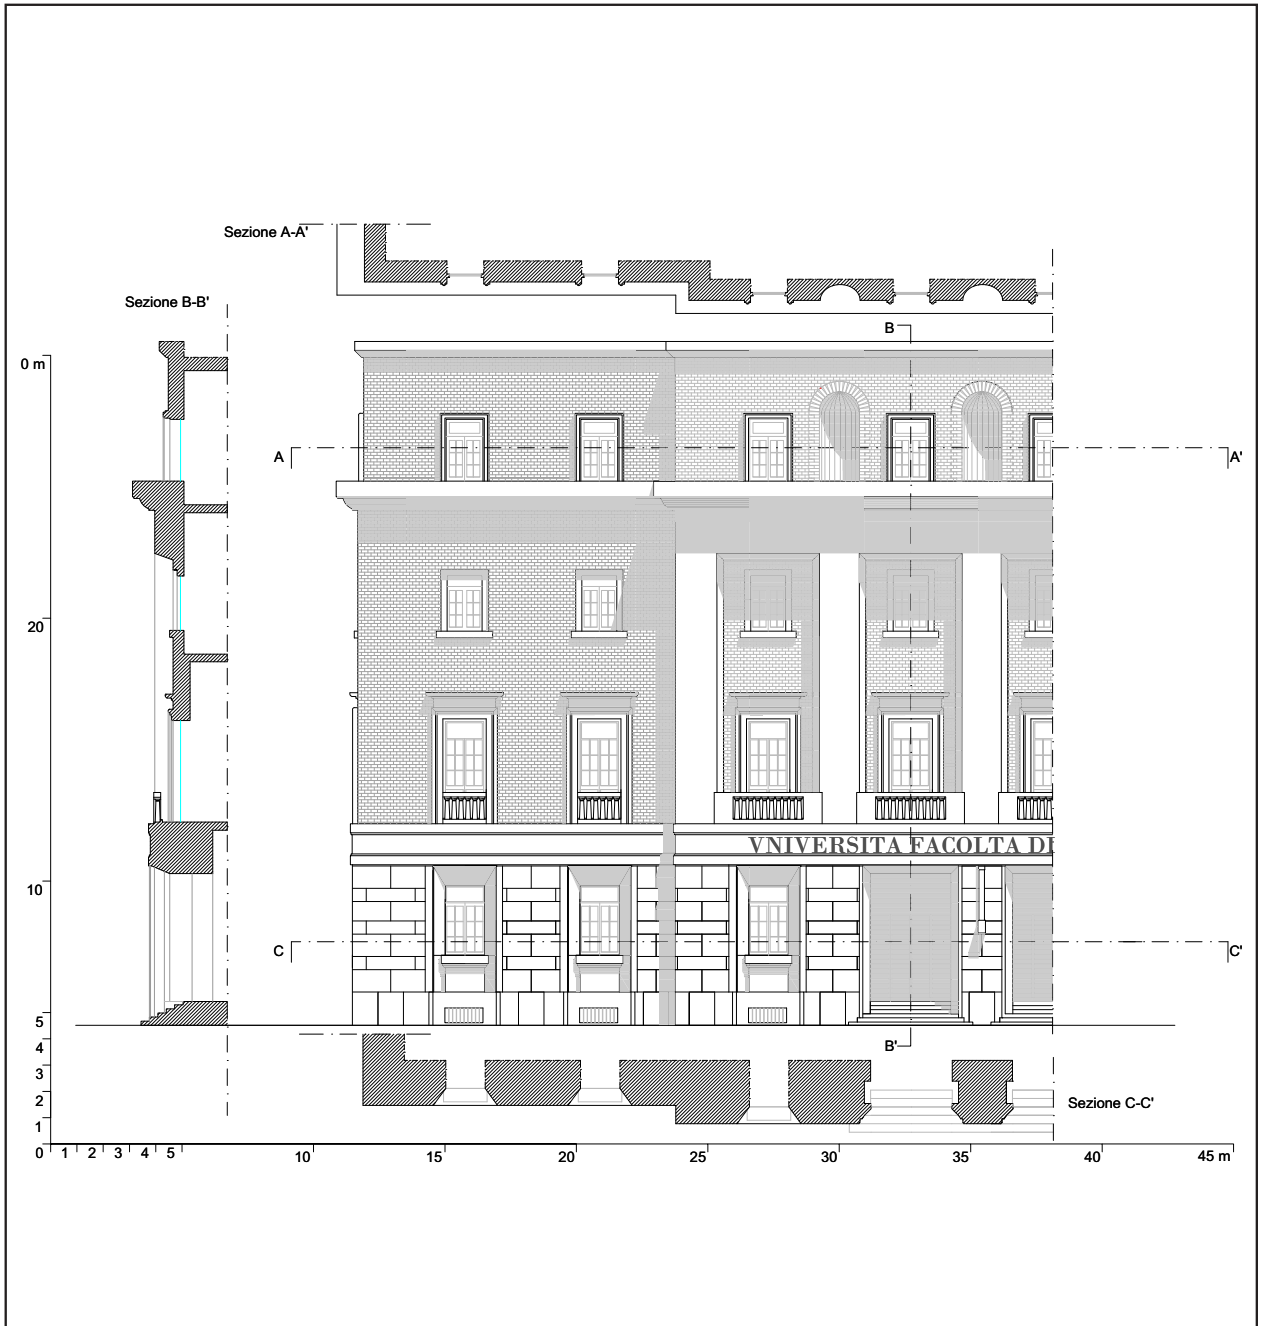 Sezione A-A'
Sezione B-B'
B
0 m
A
A'
20
VNIVERSITA FACOLTA DI
10
C
C'
5
B'
4
3
2
Sezione C-C'
1
0 1 2 3 4 5 10 15 20 25 30 35 40 45 m